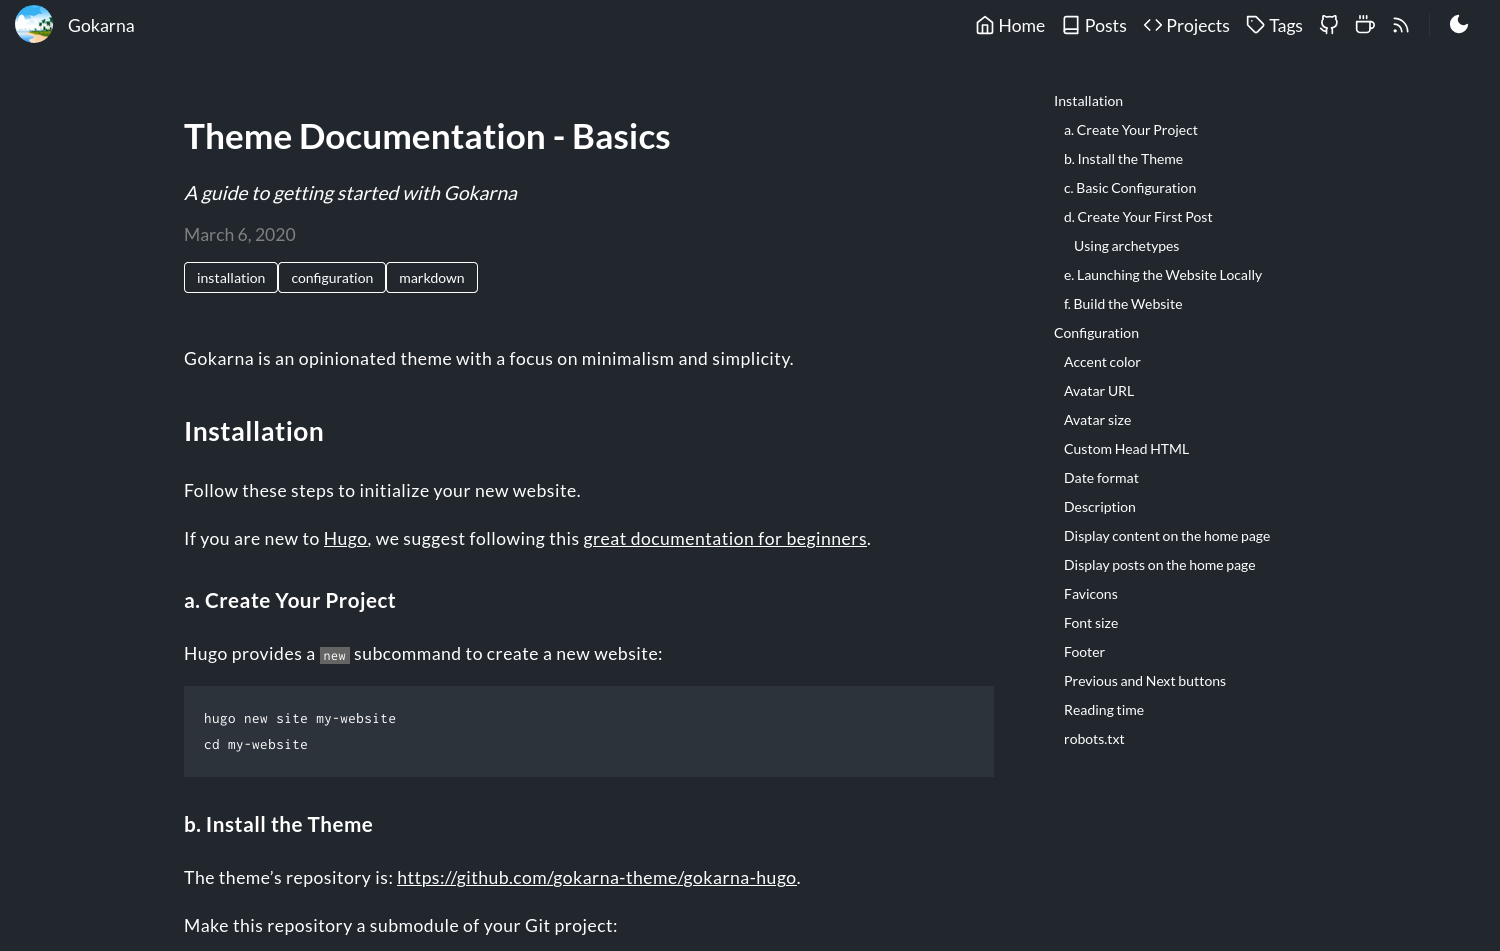 Gokarna
Home Posts Projects Tags
Theme Documentation - Basics
A guide to getting started with Gokarna
March 6, 2020
installation configuration markdown
Gokarna is an opinionated theme with a focus on minimalism and simplicity.
Installation
Follow these steps to initialize your new website.
If you are new to Hugo, we suggest following this great documentation for beginners.
a. Create Your Project
Hugo provides a new subcommand to create a new website:
hugo new site my-website
cd my-website
b. Install the Theme
The theme’s repository is: https://github.com/gokarna-theme/gokarna-hugo.
Make this repository a submodule of your Git project:
Installation
a. Create Your Project
b. Install the Theme
c. Basic Configuration
d. Create Your First Post
Using archetypes
e. Launching the Website Locally
f. Build the Website
Configuration
Accent color
Avatar URL
Avatar size
Custom Head HTML
Date format
Description
Display content on the home page
Display posts on the home page
Favicons
Font size
Footer
Previous and Next buttons
Reading time
robots.txt